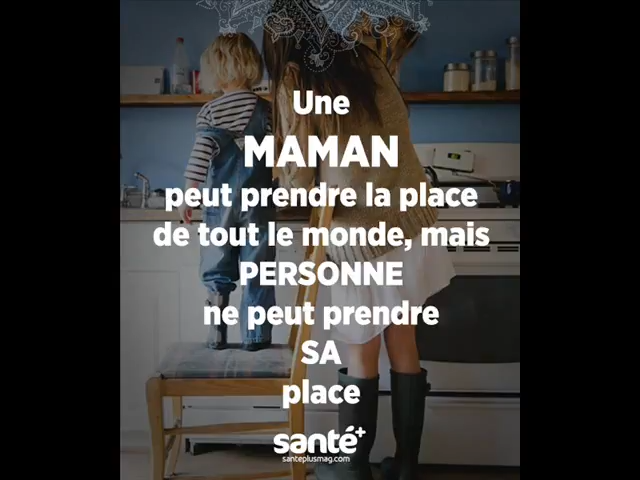 Une
MAMAN
peut prendre la place
de tout le monde, mais
PERSONNE
ne peut prendre
SA
place
santé+
santeplusmag.com